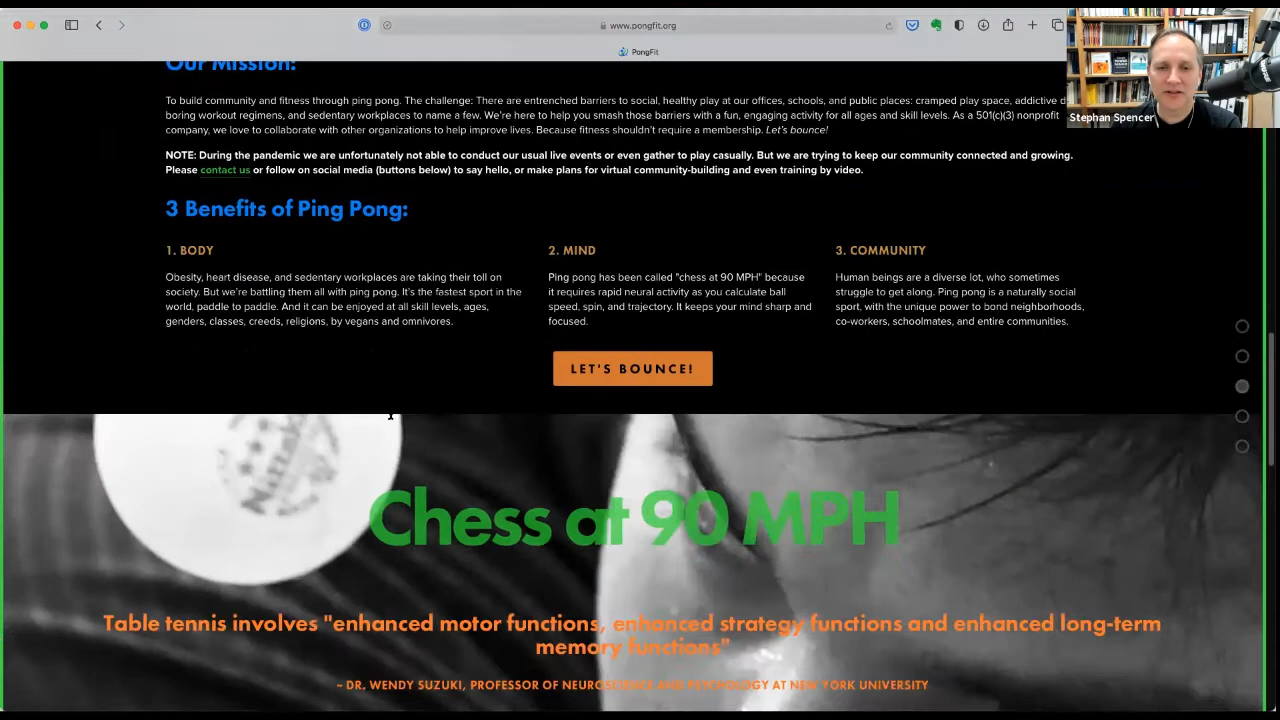 www.pongfit.org
PongFit
Our Mission:
To build community and fitness through ping pong. The challenge: There are entrenched barriers to social, healthy play at our offices, schools, and public places: cramped play space, addictive
boring workout regimens, and sedentary workplaces to name a few. We're here to help you smash those barriers with a fun, engaging activity for all ages and skill levels. As a 501(c)(3) nonprofit
company, we love to collaborate with other organizations to help improve lives. Because fitness shouldn't require a membership. Let's bounce!
Stephan Spencer
NOTE: During the pandemic we are unfortunately not able to conduct our usual live events or even gather to play casually. But we are trying to keep our community connected and growing.
Please contact us or follow on social media (buttons below) to say hello, or make plans for virtual community-building and even training by video.
3 Benefits of Ping Pong:
1. BODY
Obesity, heart disease, and sedentary workplaces are taking their toll on
society. But we're battling them all with ping pong. It's the fastest sport in the
world, paddle to paddle. And it can be enjoyed at all skill levels, ages,
genders, classes, creeds, religions, by vegans and omnivores.
2. MIND
Ping pong has been called "chess at 90 MPH" because
it requires rapid neural activity as you calculate ball
speed, spin, and trajectory. It keeps your mind sharp and
focused.
3. COMMUNITY
Human beings are a diverse lot, who sometimes
struggle to get along. Ping pong is a naturally social
sport, with the unique power to bond neighborhoods,
co-workers, schoolmates, and entire communities.
LET'S BOUNCE!
Chess at 90 MPH
Table tennis involves "enhanced motor functions, enhanced strategy functions and enhanced long-term
memory functions"
~ DR. WENDY SUZUKI, PROFESSOR OF NEUROSCIENCE AND PSYCHOLOGY AT NEW YORK UNIVERSITY